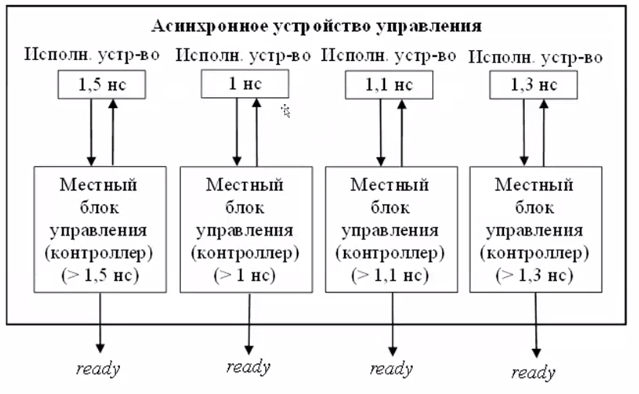 Асинхронное устройство управления
Исполн. устр-во Исполн. устр-во Исполн. устр-во Исполн. устр-во
1,5 нс 1 нс 1,1 нс 1,3 нс
Местный Местный Местный Местный
блок блок блок блок
управления управления управления управления
(контроллер) (контроллер) (контроллер) (контроллер)
(> 1,5 нс) (> 1 нс) (> 1,1 нс) (> 1,3 нс)
ready ready ready ready